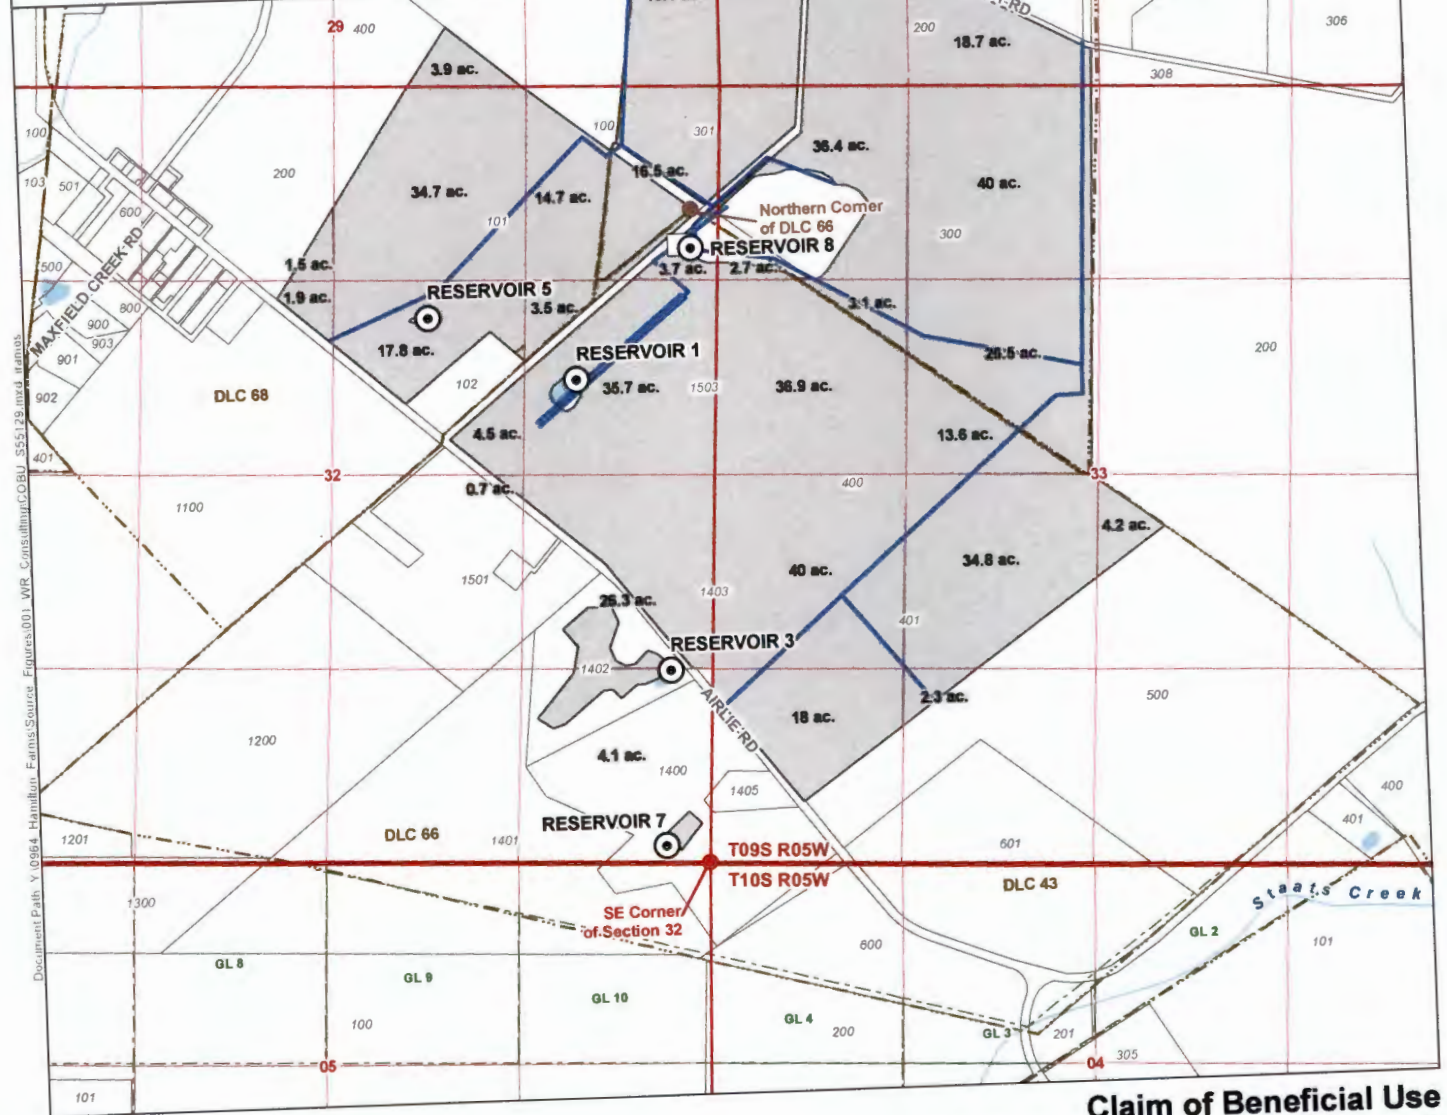 29
400
200
18.7 ac.
306
3.9 ac.
308
100
100
301
36.4 ac.
16.5 ac.
200
103
501
34.7 ac.
14.7 ac.
40 ac.
600
101
Northern Corner
of DLC 66
300
RESERVOIR 8
MAXFIELD CREEK RD
1.5 ac.
3.7 ac.
2.7 ac.
500
1.9 ac.
RESERVOIR 5
3.5 ac.
3.1 ac.
800
900
903
901
17.8 ac.
RESERVOIR 1
26.5 ac.
200
902
DLC 68
102
35.7 ac.
1503
36.9 ac.
4.5 ac.
13.6 ac.
401
32
0.7 ac.
400
33
1100
4.2 ac.
1501
40 ac.
34.8 ac.
26.3 ac.
1403
401
RESERVOIR 3
1402
AIRLIE RD
2.3 ac.
500
18 ac.
1200
4.1 ac.
1400
1405
400
401
RESERVOIR 7
1201
DLC 66
1401
T09S R05W
601
T10S R05W
DLC 43
1300
SE Corner
of Section 32
Staats Creek
GL 2
101
600
GL 8
GL 9
GL 10
GL 4
100
200
GL 3
201
305
05
04
101
Claim of Beneficial Use